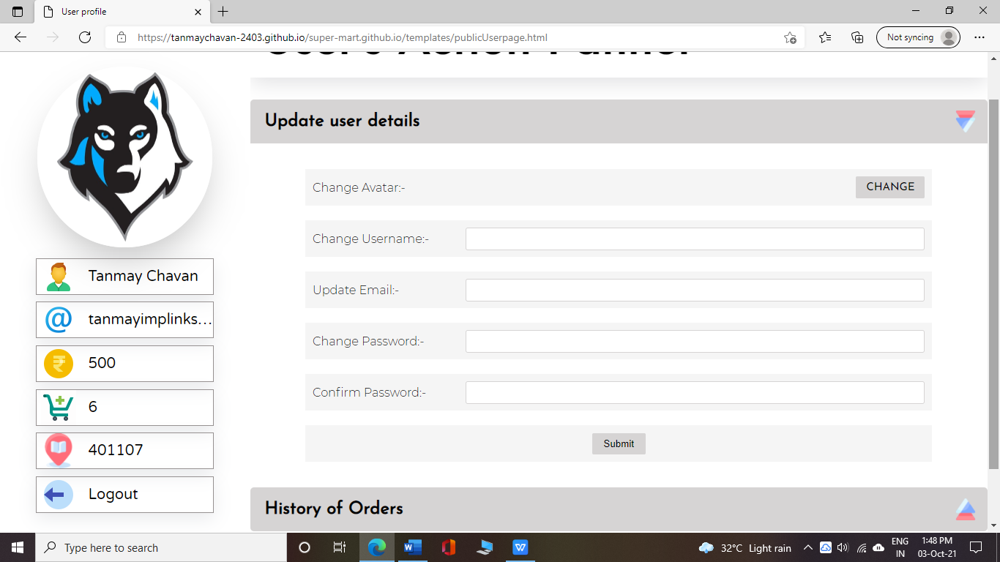 User profile
https://tanmaychavan-2403.github.io/super-mart.github.io/templates/publicUserpage.html
Not syncing
User's Action
Update user details
Change Avatar:-
CHANGE
Change Username:-
Update Email:-
Change Password:-
Confirm Password:-
Submit
History of Orders
Tanmay Chavan
@ tanmayimplinks...
₹ 500
6
401107
Logout
Type here to search
W
W
32°C Light rain
ENG
IN
1:48 PM
03-Oct-21